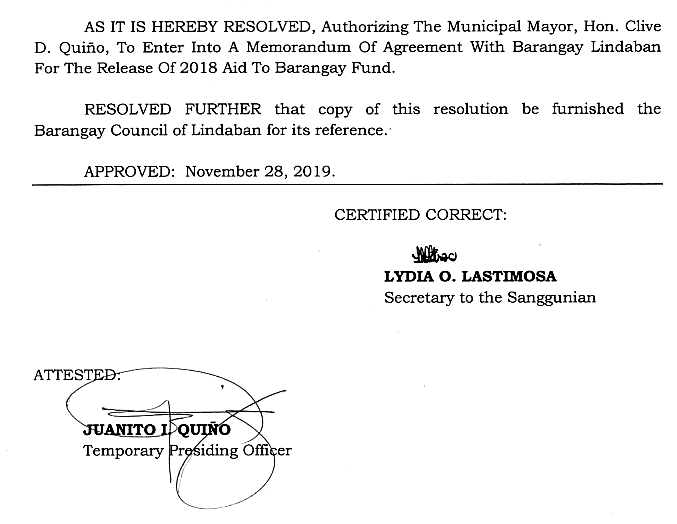 AS IT IS HEREBY RESOLVED, Authorizing The Municipal Mayor, Hon. Clive
D. Quiño, To Enter Into A Memorandum Of Agreement With Barangay Lindaban
For The Release Of 2018 Aid To Barangay Fund.
RESOLVED FURTHER that copy of this resolution be furnished the
Barangay Council of Lindaban for its reference.
APPROVED: November 28, 2019.
CERTIFIED CORRECT:
LYDIA O. LASTIMOSA
Secretary to the Sanggunian
ATTESTED:
JUANITO I. QUIÑO
Temporary Presiding Officer